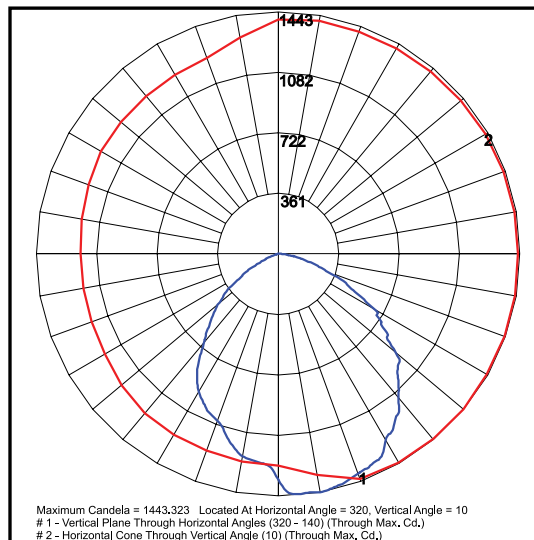 1443
1082
2
722
361
1
Maximum Candela = 1443.323 Located At Horizontal Angle = 320, Vertical Angle = 10
# 1 - Vertical Plane Through Horizontal Angles (320 - 140) (Through Max. Cd.)
# 2 - Horizontal Cone Through Vertical Angle (10) (Through Max. Cd.)